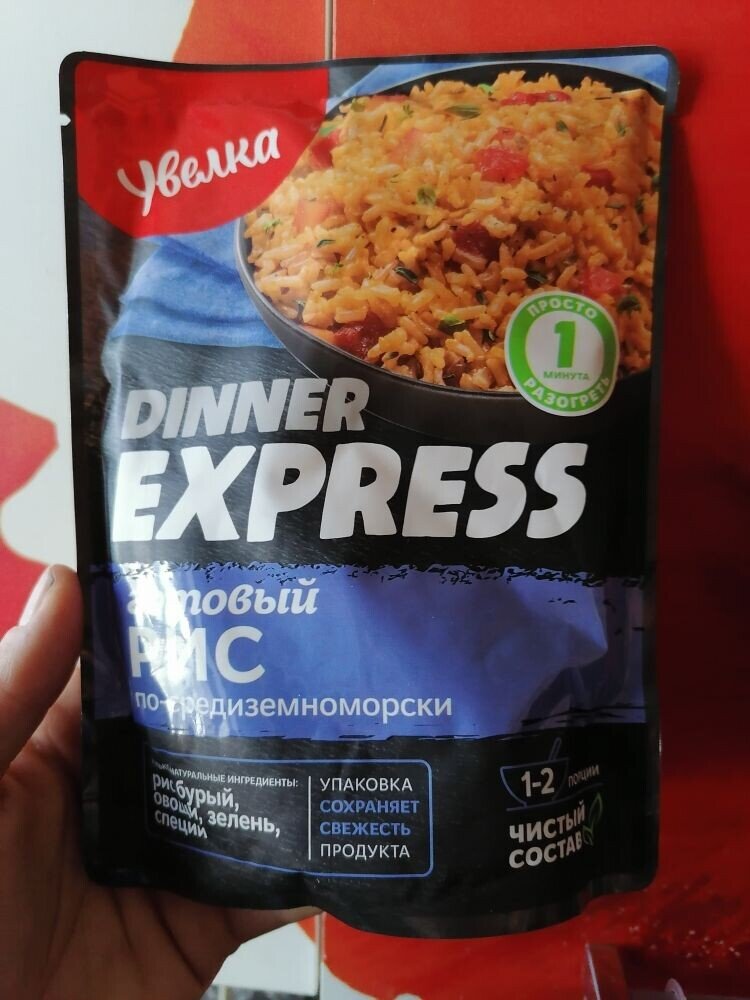 Увелка
ПРОСТО
1
МИНУТА
РАЗОГРЕТЬ
DINNER
EXPRESS
готовый
РИС
по-средиземноморски
НАТУРАЛЬНЫЕ ИНГРЕДИЕНТЫ:
рис бурый,
овощи, зелень,
специи
УПАКОВКА
СОХРАНЯЕТ
СВЕЖЕСТЬ
ПРОДУКТА
1-2 порции
ЧИСТЫЙ
СОСТАВ